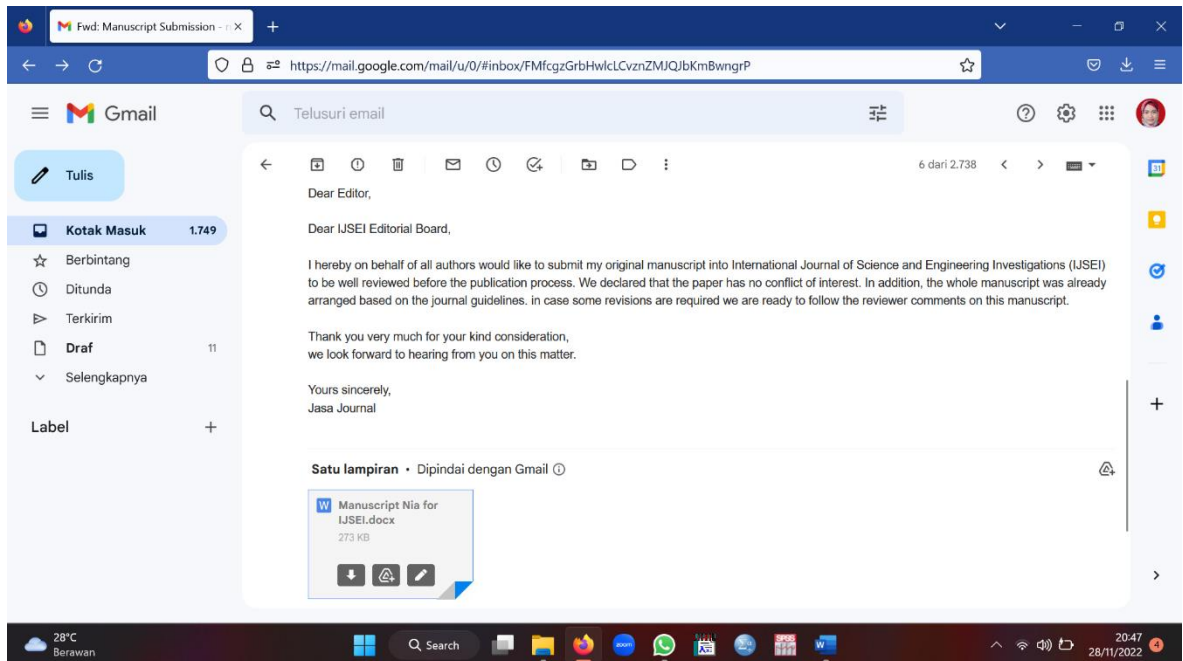 Fwd: Manuscript Submission - n
https://mail.google.com/mail/u/0/#inbox/FMfcgzGrbHwlcLCvznZMJQJbKmBwngrP
Gmail
Telusuri email
Tulis
6 dari 2.738
31
Kotak Masuk 1.749
Berbintang
Ditunda
Terkirim
Draf 11
Selengkapnya
Label
Dear Editor,
Dear IJSEI Editorial Board,
I hereby on behalf of all authors would like to submit my original manuscript into International Journal of Science and Engineering Investigations (IJSEI)
to be well reviewed before the publication process. We declared that the paper has no conflict of interest. In addition, the whole manuscript was already
arranged based on the journal guidelines. in case some revisions are required we are ready to follow the reviewer comments on this manuscript.
Thank you very much for your kind consideration,
we look forward to hearing from you on this matter.
Yours sincerely,
Jasa Journal
Satu lampiran • Dipindai dengan Gmail
W Manuscript Nia for
IJSEI.docx
273 KB
28°C
Berawan
Search
zoom
SPSS
W
20:47
28/11/2022
4